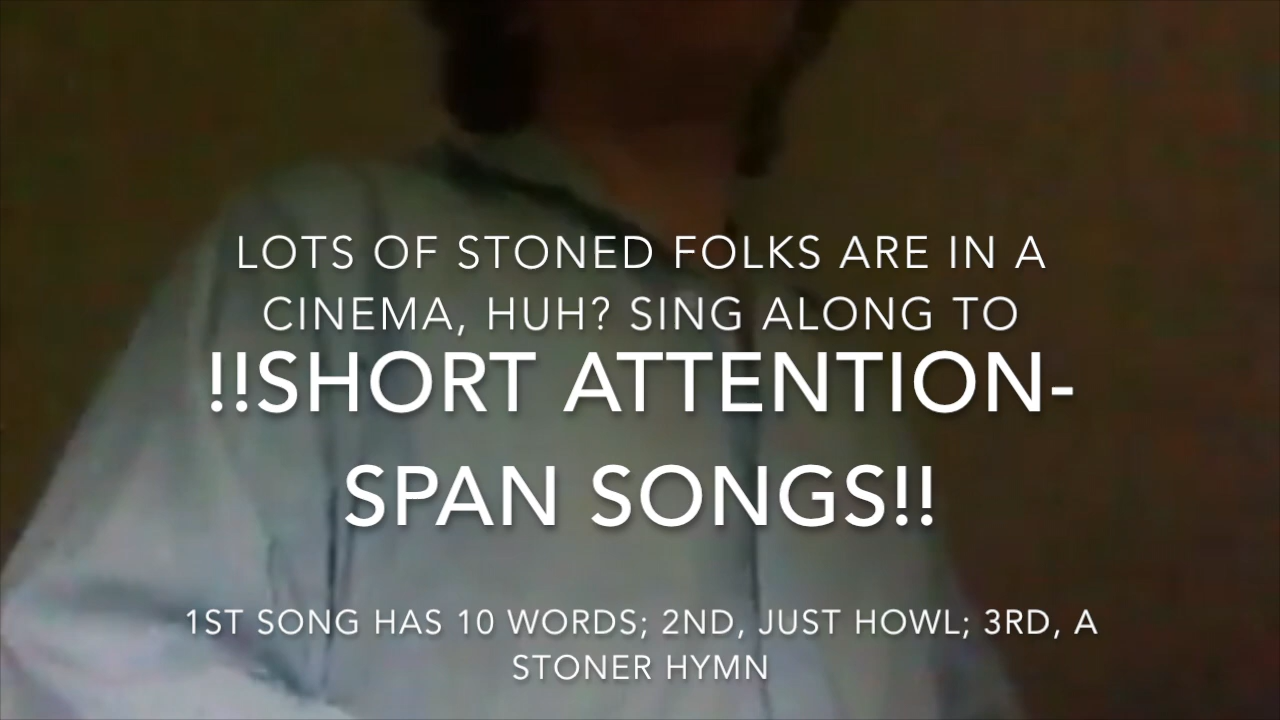 LOTS OF STONED FOLKS ARE IN A
CINEMA, HUH? SING ALONG TO
!!SHORT ATTENTION-
SPAN SONGS!!
1ST SONG HAS 10 WORDS; 2ND, JUST HOWL; 3RD, A
STONER HYMN